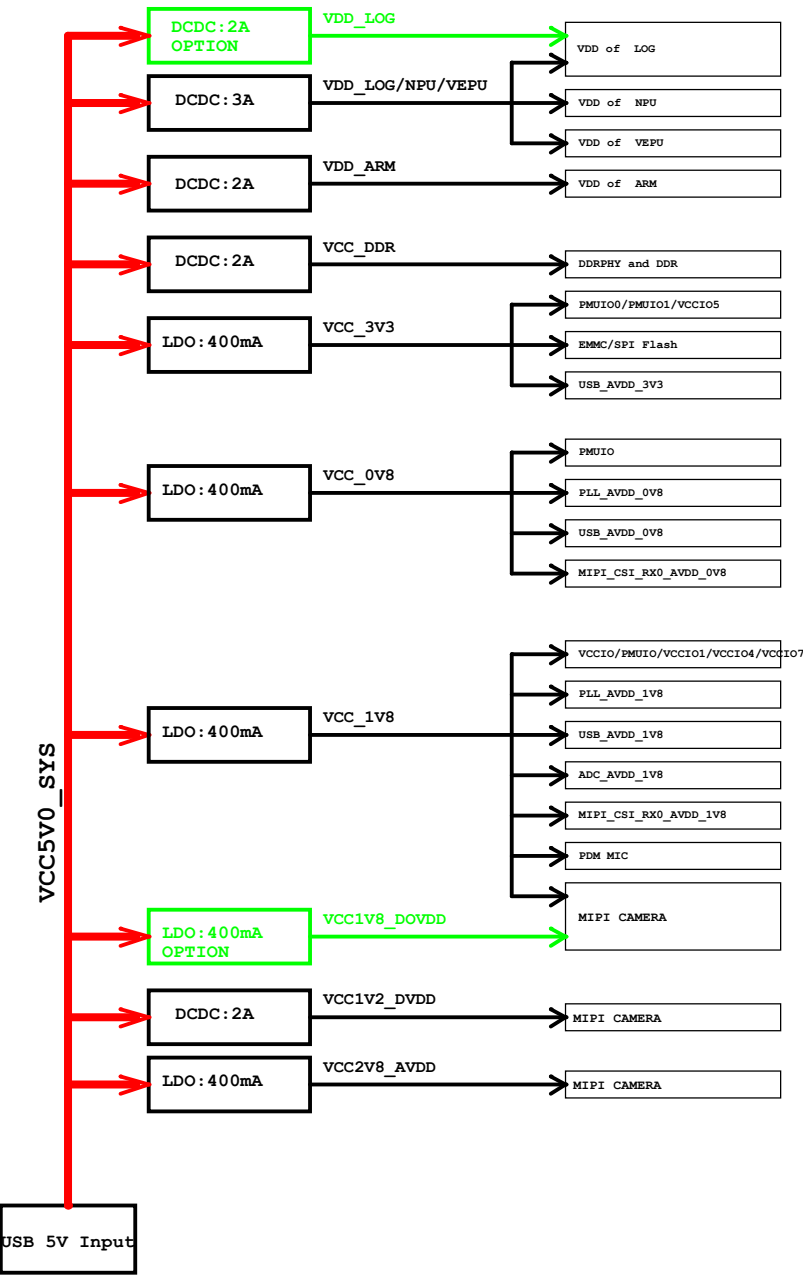 DCDC:2A
OPTION
VDD_LOG
VDD of LOG
DCDC:3A
VDD_LOG/NPU/VEPU
VDD of NPU
VDD of VEPU
DCDC:2A
VDD_ARM
VDD of ARM
DCDC:2A
VCC_DDR
DDRPHY and DDR
LDO:400mA
VCC_3V3
PMUIO0/PMUIO1/VCCIO5
EMMC/SPI Flash
USB_AVDD_3V3
LDO:400mA
VCC_0V8
PMUIO
PLL_AVDD_0V8
USB_AVDD_0V8
MIPI_CSI_RX0_AVDD_0V8
LDO:400mA
VCC_1V8
VCCIO/PMUIO/VCCIO1/VCCIO4/VCCIO7
PLL_AVDD_1V8
USB_AVDD_1V8
ADC_AVDD_1V8
MIPI_CSI_RX0_AVDD_1V8
PDM MIC
MIPI CAMERA
VCC5V0_SYS
LDO:400mA
OPTION
VCC1V8_DOVDD
DCDC:2A
VCC1V2_DVDD
MIPI CAMERA
LDO:400mA
VCC2V8_AVDD
MIPI CAMERA
USB 5V Input